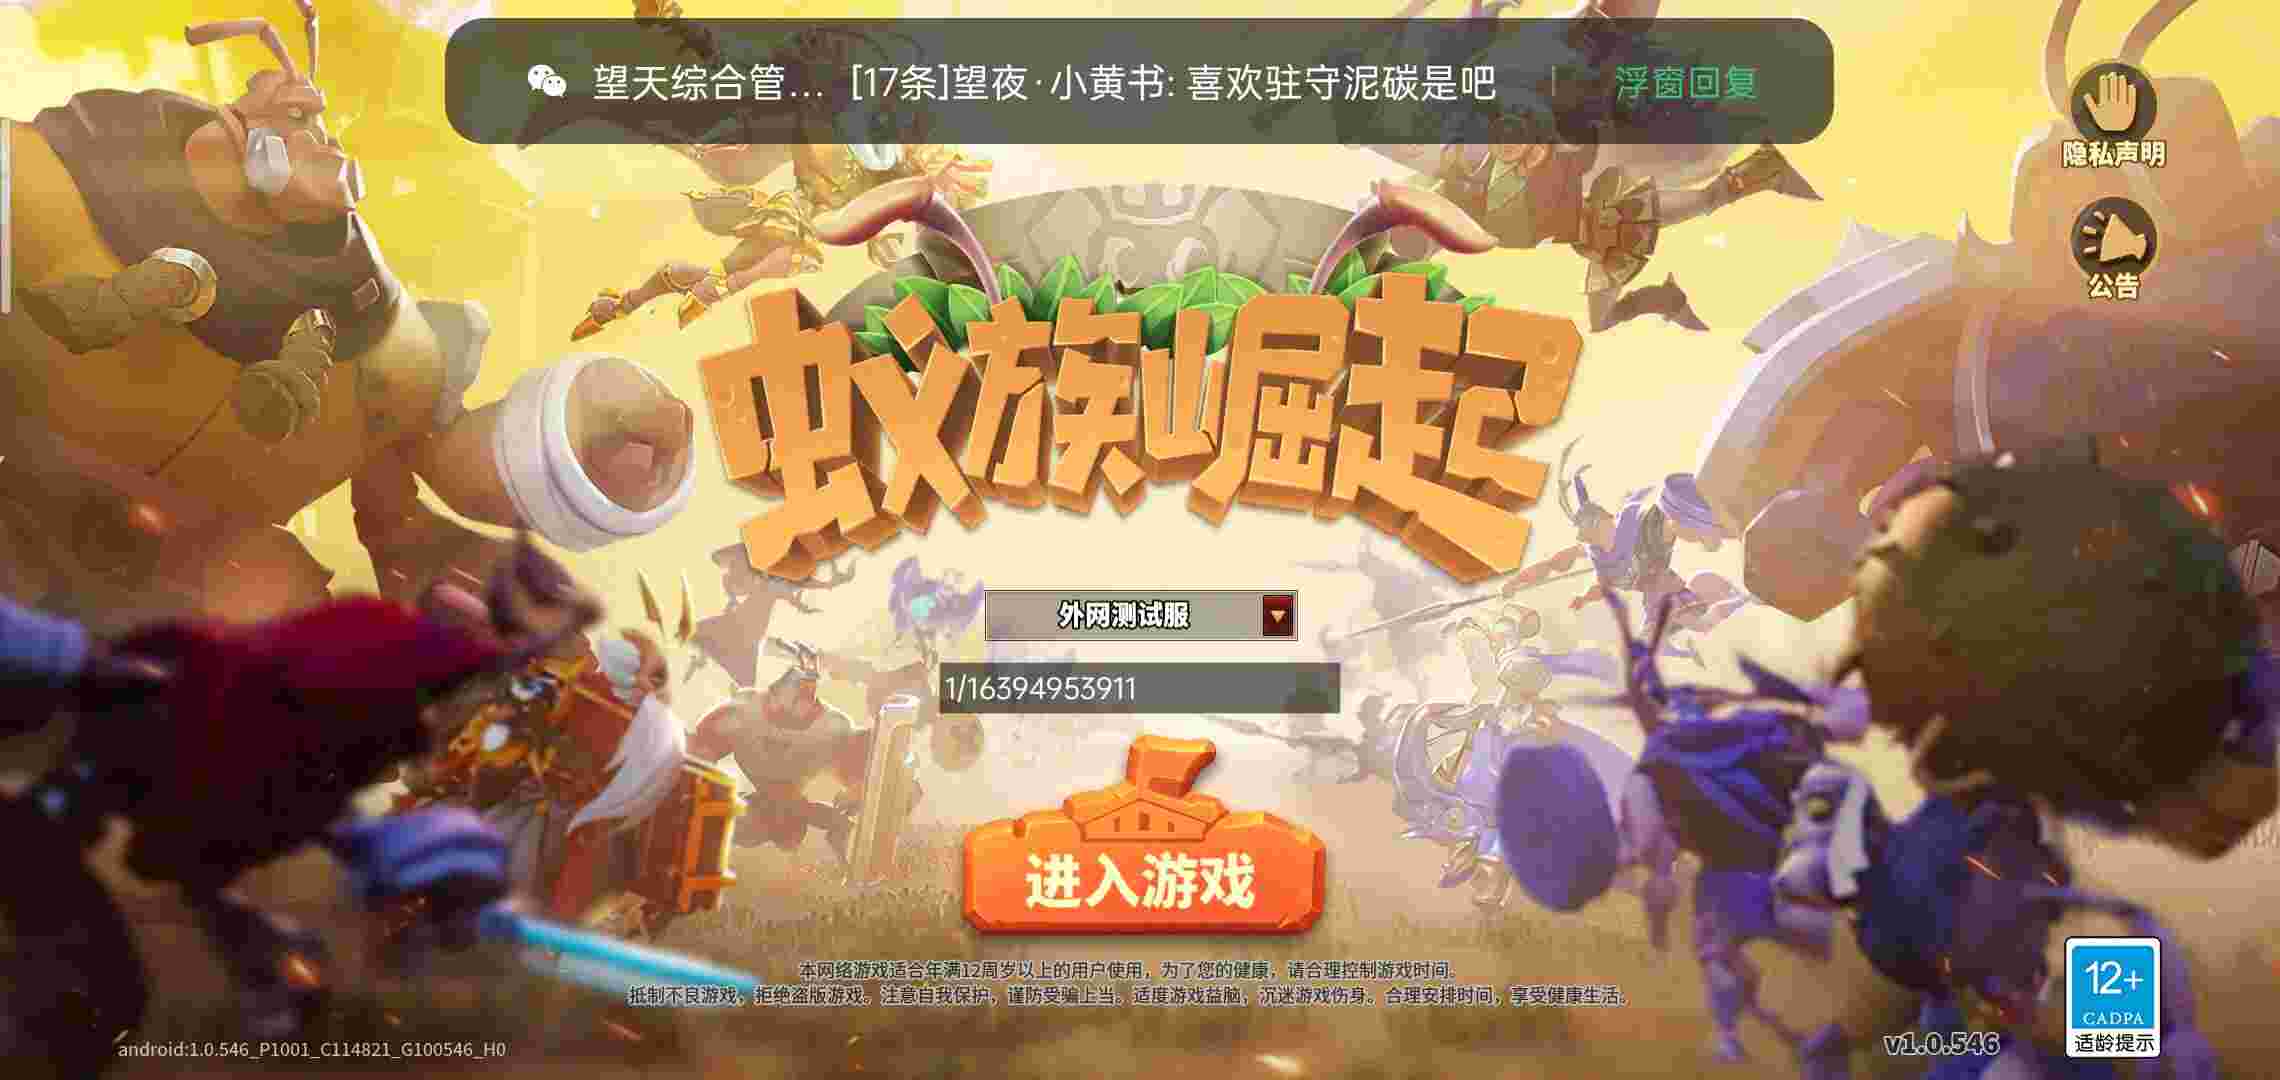 望天综合管... [17条]望夜·小黄书: 喜欢驻守泥碳是吧 浮窗回复
隐私声明
公告
蚁族崛起
外网测试服
1/16394953911
进入游戏
本网络游戏适合年满12周岁以上的用户使用，为了您的健康，请合理控制游戏时间。
抵制不良游戏，拒绝盗版游戏。注意自我保护，谨防受骗上当。适度游戏益脑，沉迷游戏伤身。合理安排时间，享受健康生活。
android:1.0.546_P1001_C114821_G100546_H0
v1.0.546
12+
CADPA
适龄提示